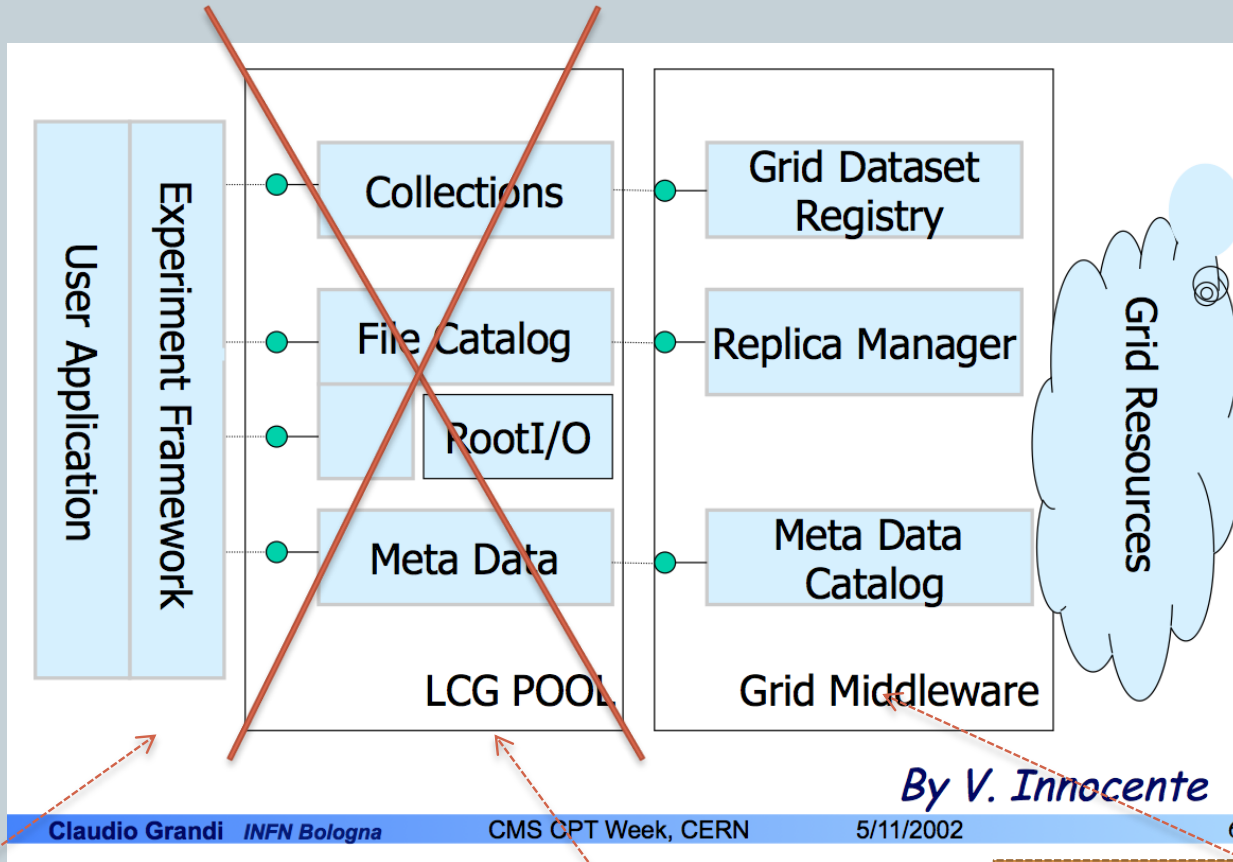 User Application
Experiment Framework
Collections
File Catalog
RootI/O
Meta Data
LCG POOL
Grid Dataset
Registry
Replica Manager
Meta Data
Catalog
Grid Middleware
Grid Resources
By V. Innocente
Claudio Grandi INFN Bologna CMS CPT Week, CERN 5/11/2002 6